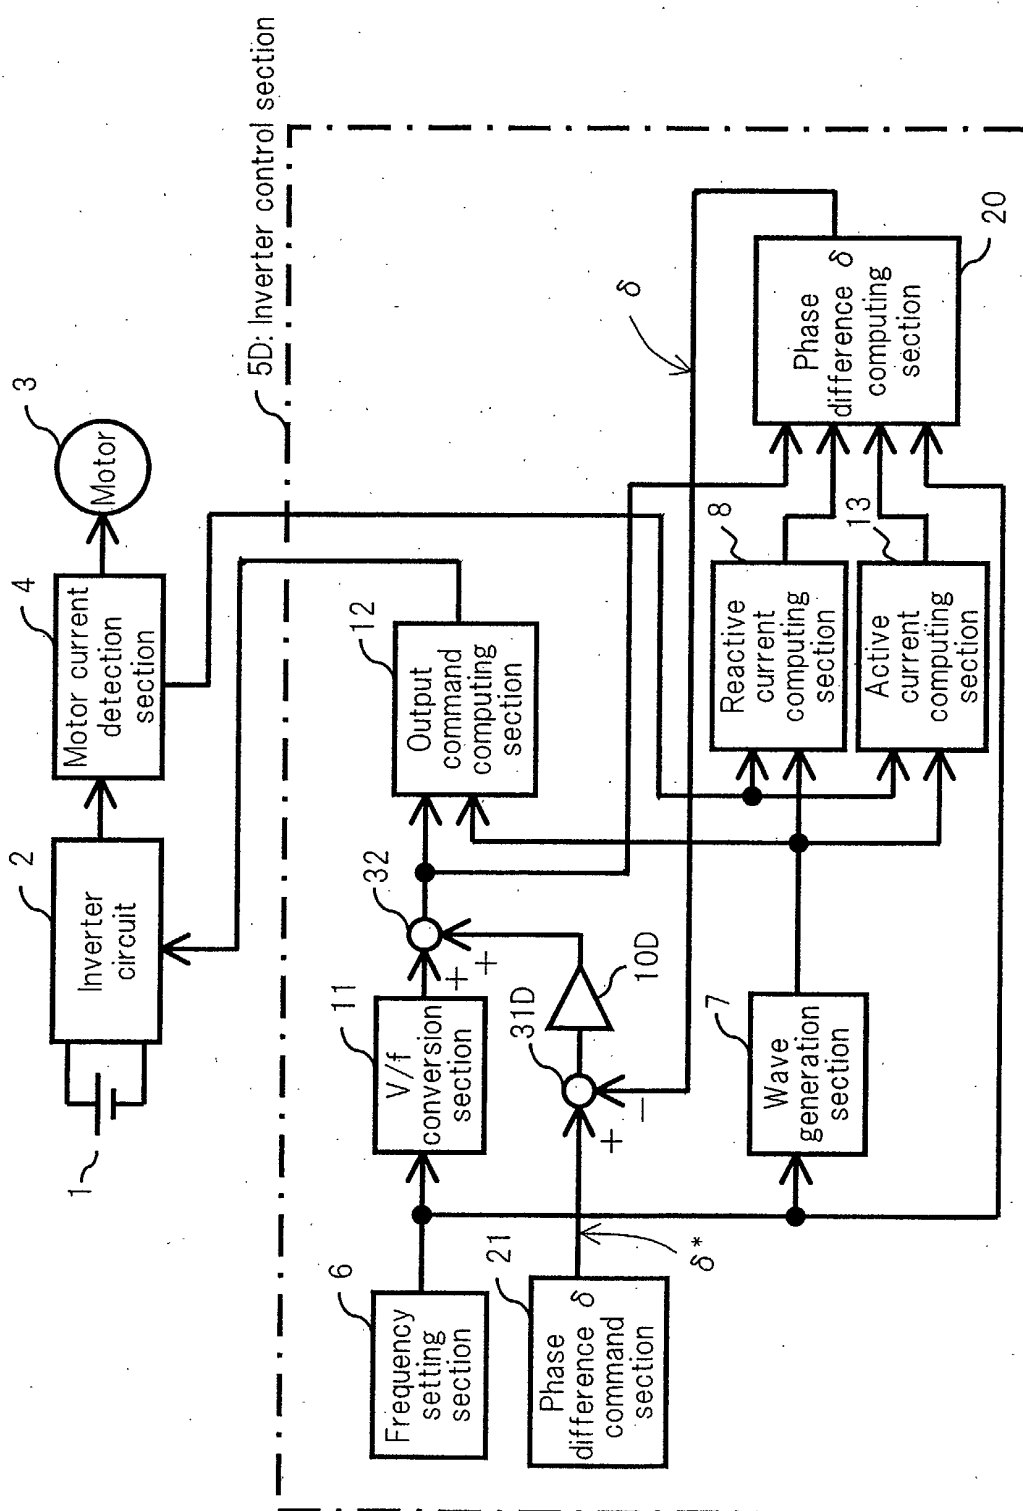 1
2
Inverter
circuit
4
Motor current
detection
section
3
Motor
5D: Inverter control section
6
Frequency
setting
section
11
V/f
conversion
section
32
+
+
12
Output
command
computing
section
21
Phase
difference δ
command
section
δ*
31D
+
−
10D
δ
7
Wave
generation
section
8
Reactive
current
computing
section
13
Active
current
computing
section
Phase
difference δ
computing
section
20